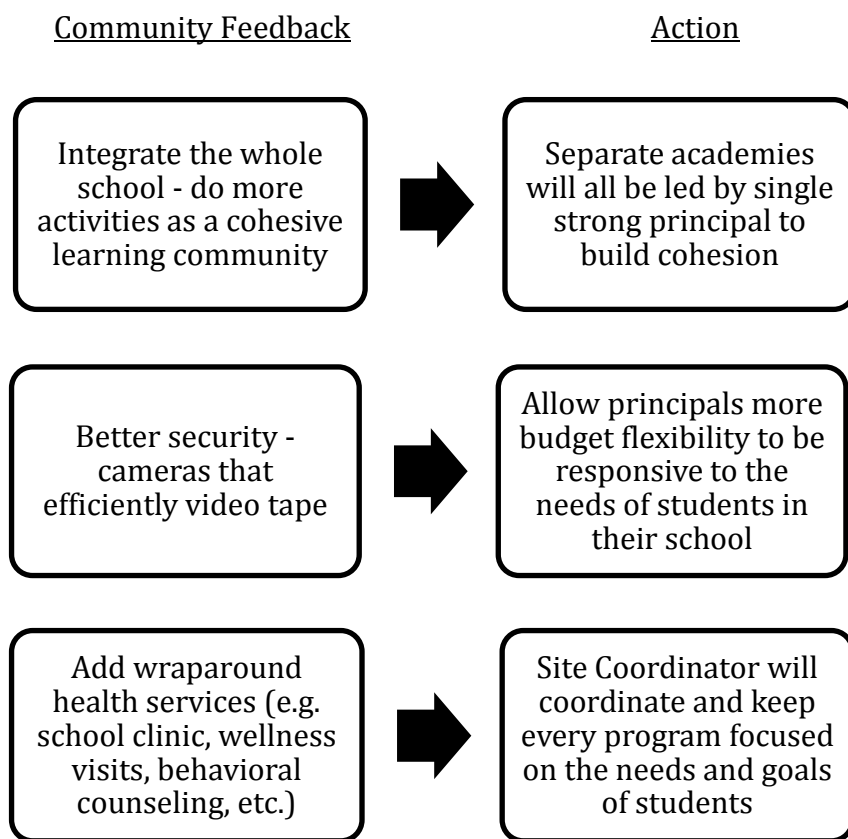 Community Feedback
Action
Integrate the whole
school - do more
activities as a cohesive
learning community
Separate academies
will all be led by single
strong principal to
build cohesion
Better security -
cameras that
efficiently video tape
Allow principals more
budget flexibility to be
responsive to the
needs of students in
their school
Add wraparound
health services (e.g.
school clinic, wellness
visits, behavioral
counseling, etc.)
Site Coordinator will
coordinate and keep
every program focused
on the needs and goals
of students